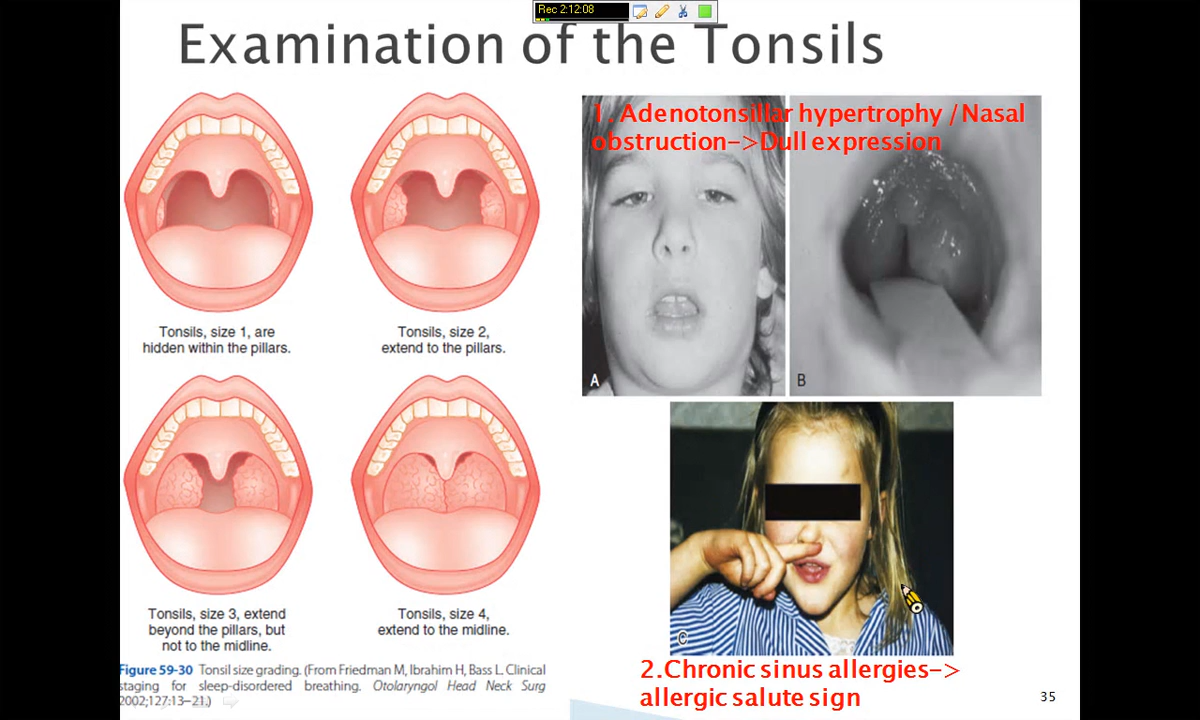 Rec 2:12:08
Examination of the Tonsils
Tonsils, size 1, are
hidden within the pillars.
Tonsils, size 2,
extend to the pillars.
Tonsils, size 3, extend
beyond the pillars, but
not to the midline.
Tonsils, size 4,
extend to the midline.
Figure 59-30 Tonsil size grading. (From Friedman M, Ibrahim H, Bass L. Clinical
staging for sleep-disordered breathing. Otolaryngol Head Neck Surg
2002;127:13–21.)
1. Adenotonsillar hypertrophy /Nasal
obstruction->Dull expression
A
B
C
2.Chronic sinus allergies->
allergic salute sign
35